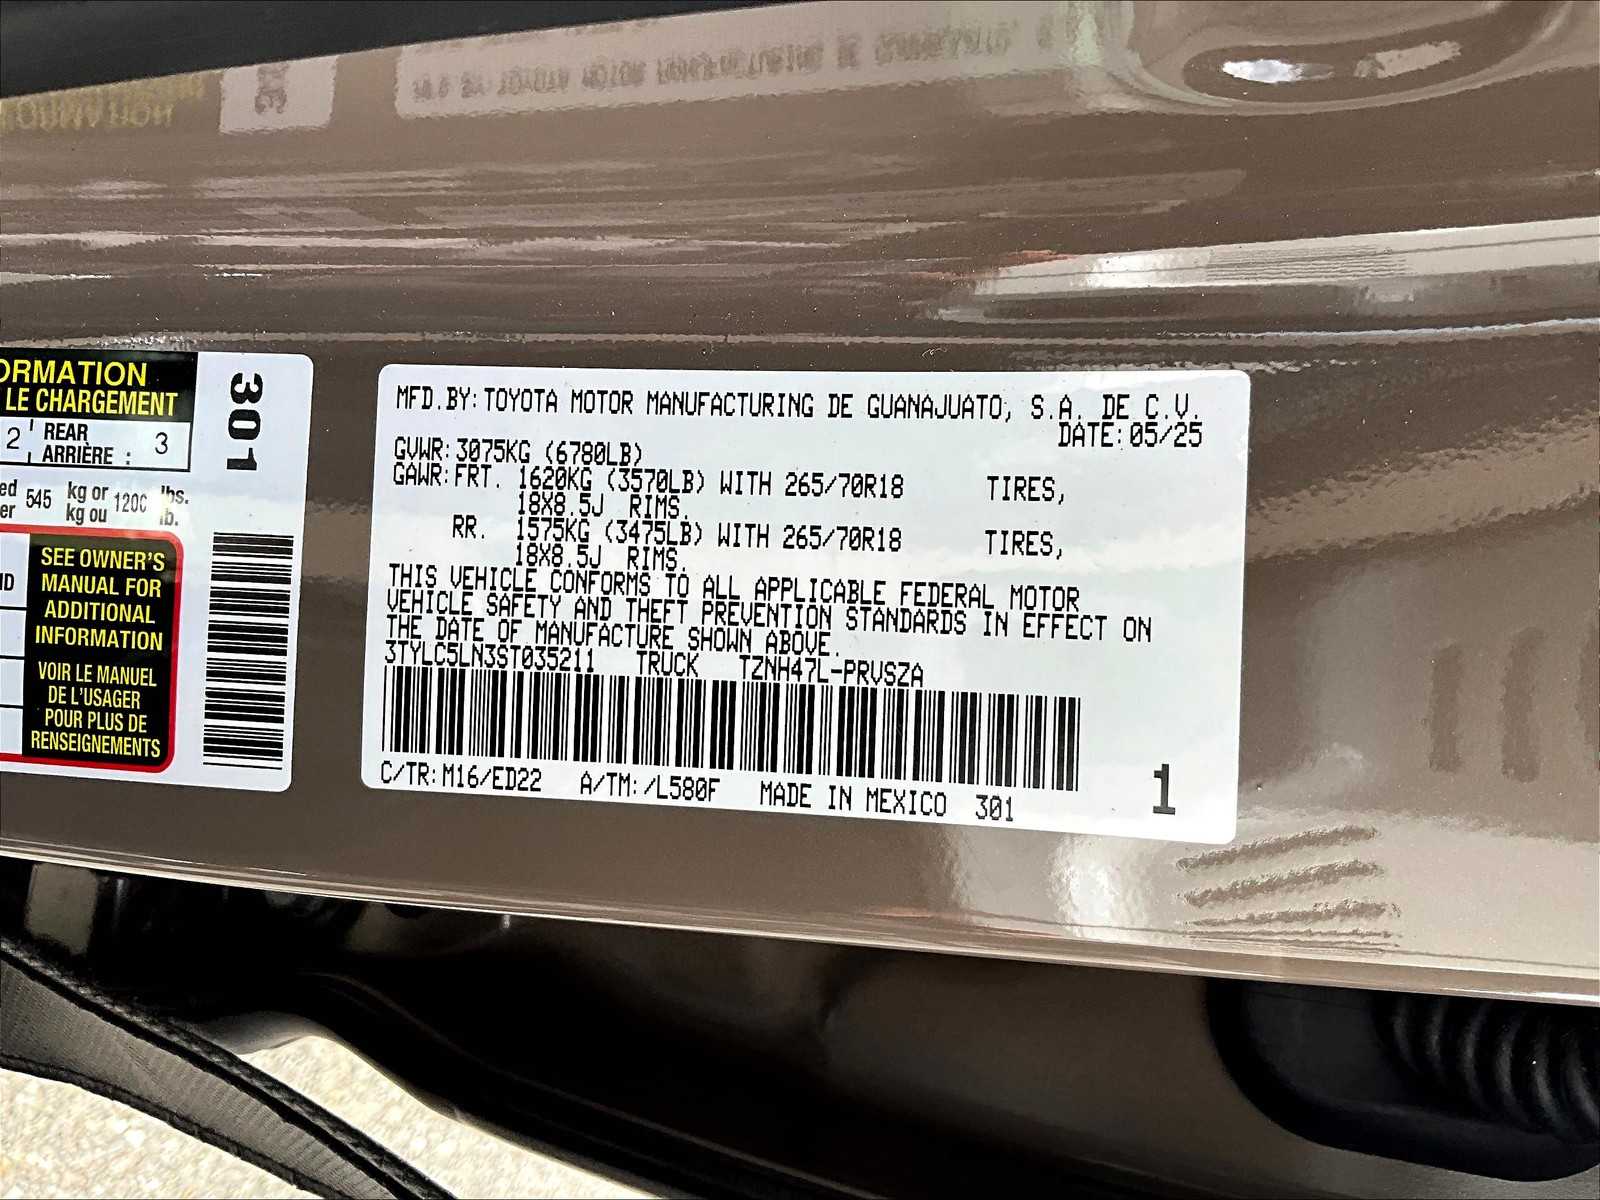 ORMATION
LE CHARGEMENT
2 REAR
ARRIÈRE : 3
ed 545 kg or 1200 lbs.
er kg ou lb.
ND
SEE OWNER'S
MANUAL FOR
ADDITIONAL
INFORMATION
VOIR LE MANUEL
DE L'USAGER
POUR PLUS DE
RENSEIGNEMENTS
301
MFD.BY:TOYOTA MOTOR MANUFACTURING DE GUANAJUATO, S.A. DE C.V.
DATE:05/25
GVWR:3075KG (6780LB)
GAWR:FRT. 1620KG (3570LB) WITH 265/70R18 TIRES,
18X8.5J RIMS.
RR. 1575KG (3475LB) WITH 265/70R18 TIRES,
18X8.5J RIMS.
THIS VEHICLE CONFORMS TO ALL APPLICABLE FEDERAL MOTOR
VEHICLE SAFETY AND THEFT PREVENTION STANDARDS IN EFFECT ON
THE DATE OF MANUFACTURE SHOWN ABOVE.
3TYLC5LN3ST035211 TRUCK TZNH47L-PRVSZA
C/TR:M16/ED22 A/TM:/L580F MADE IN MEXICO 301
1